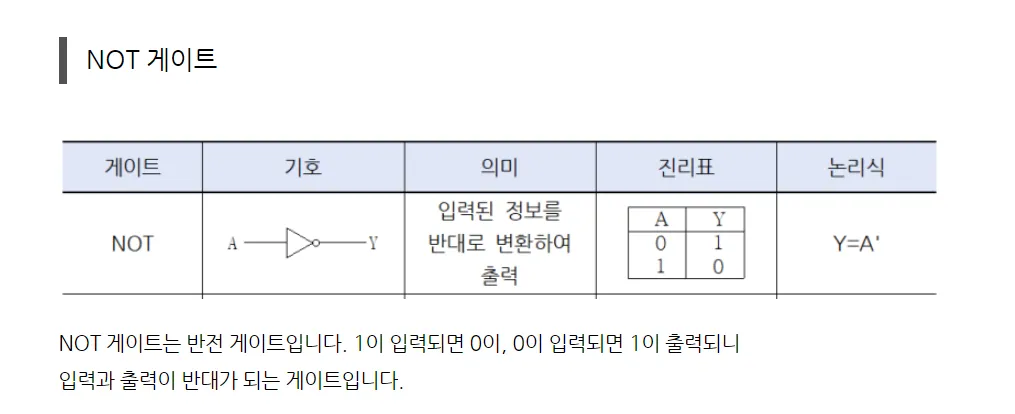 NOT 게이트
게이트 기호 의미 진리표 논리식
NOT A Y 입력된 정보를 반대로 변환하여 출력 A Y 0 1 1 0 Y=A'
NOT 게이트는 반전 게이트입니다. 1이 입력되면 0이, 0이 입력되면 1이 출력되니
입력과 출력이 반대가 되는 게이트입니다.